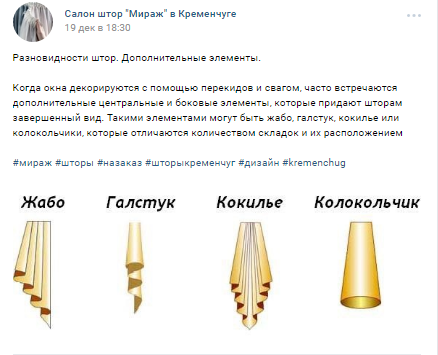 Салон штор "Мираж" в Кременчуге
19 дек в 18:30
Разновидности штор. Дополнительные элементы.
Когда окна декорируются с помощью перекидов и свагом, часто встречаются
дополнительные центральные и боковые элементы, которые придают шторам
завершенный вид. Такими элементами могут быть жабо, галстук, кокилье или
колокольчики, которые отличаются количеством складок и их расположением
#мираж #шторы #назаказ #шторыкременчуг #дизайн #kremenchug
Жабо Галстук Кокилье Колокольчик